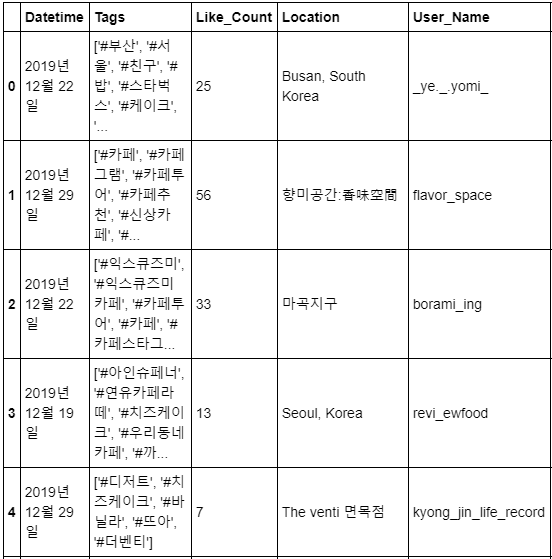 Datetime Tags Like_Count Location User_Name
0 2019년 12월 22일 ['#부산', '#서울', '#친구', '#밥', '#스타벅스', '#케이크', '... 25 Busan, South Korea _ye._.yomi_
1 2019년 12월 29일 ['#카페', '#카페그램', '#카페투어', '#카페추천', '#신상카페', '#... 56 향미공간:香味空間 flavor_space
2 2019년 12월 22일 ['#익스큐즈미', '#익스큐즈미카페', '#카페투어', '#카페', '#카페스타그... 33 마곡지구 borami_ing
3 2019년 12월 19일 ['#아인슈페너', '#연유카페라떼', '#치즈케이크', '#우리동네카페', '#까... 13 Seoul, Korea revi_ewfood
4 2019년 12월 29일 ['#디저트', '#치즈케이크', '#바닐라', '#뜨아', '#더벤티'] 7 The venti 면목점 kyong_jin_life_record